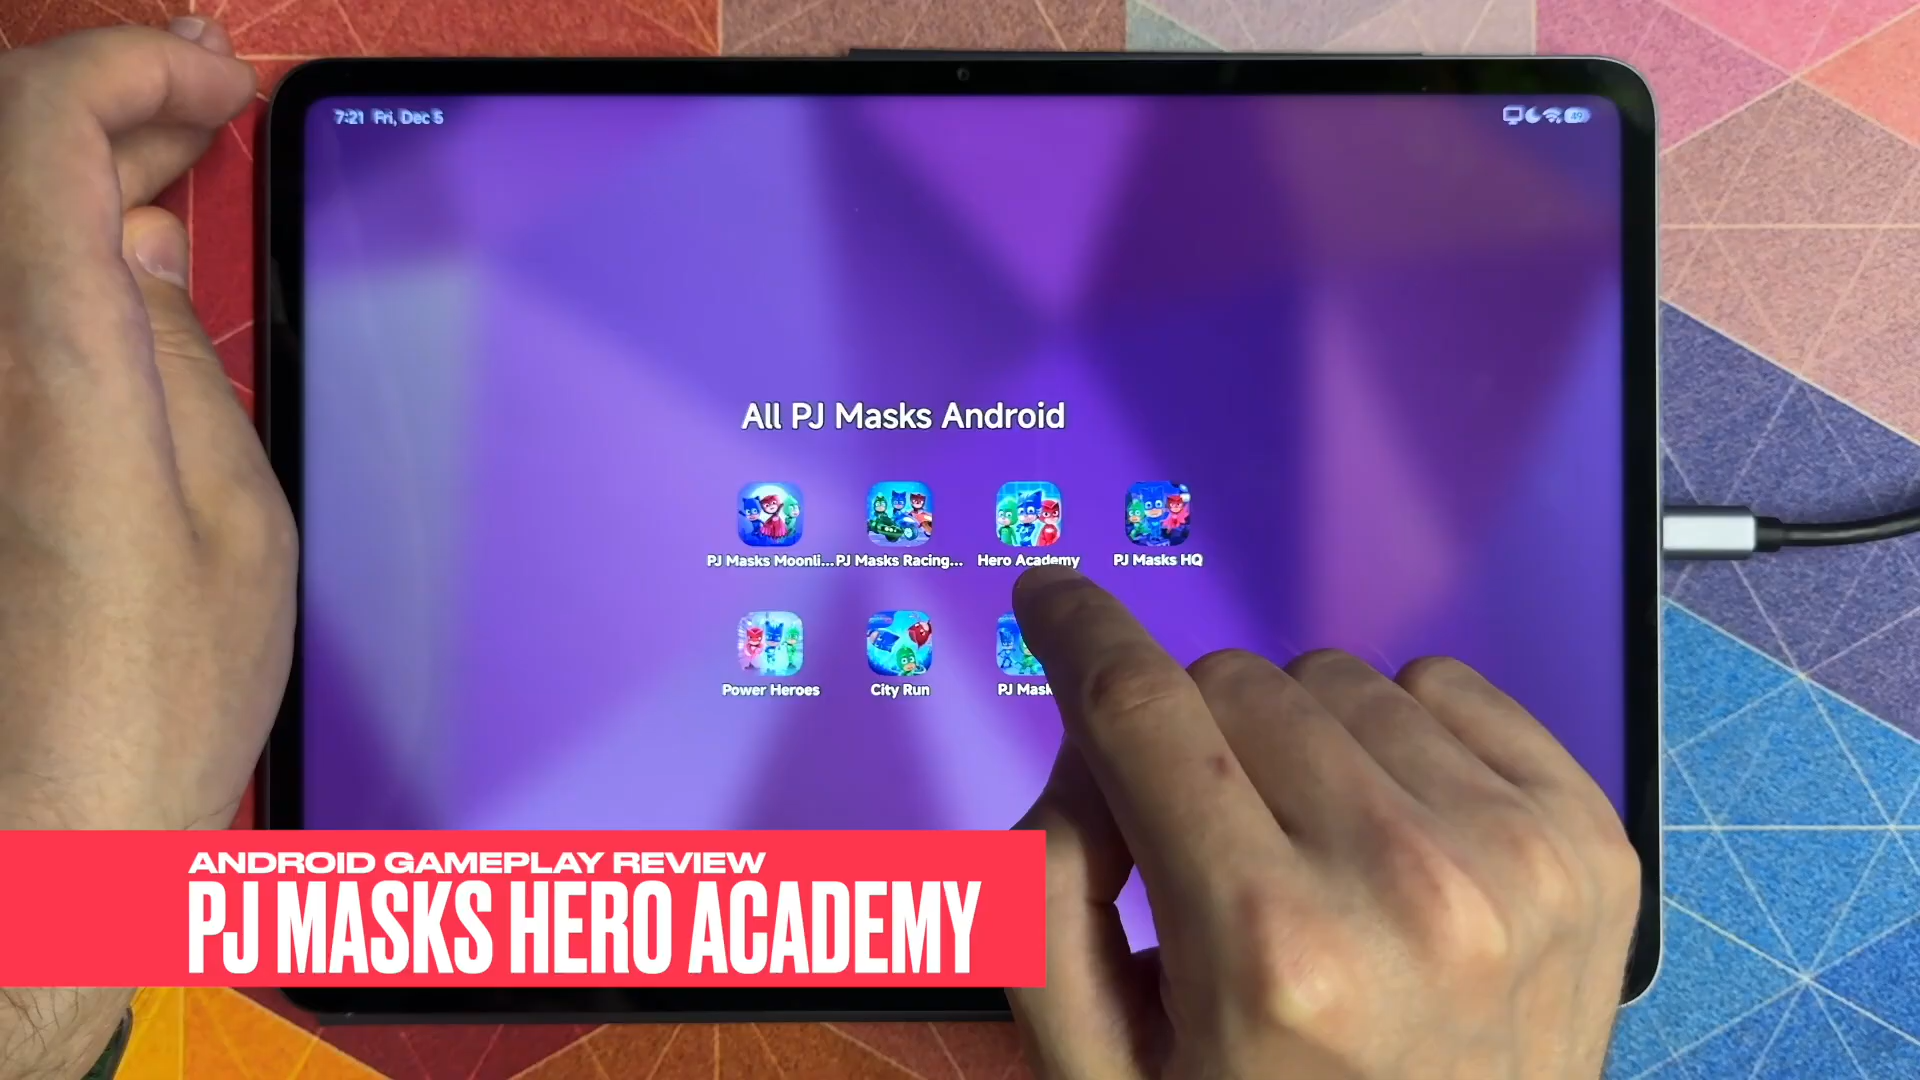 7:21 Fri, Dec 5
49
All PJ Masks Android
PJ Masks Moonli... PJ Masks Racing... Hero Academy PJ Masks HQ
Power Heroes City Run PJ Mask
ANDROID GAMEPLAY REVIEW
PJ MASKS HERO ACADEMY